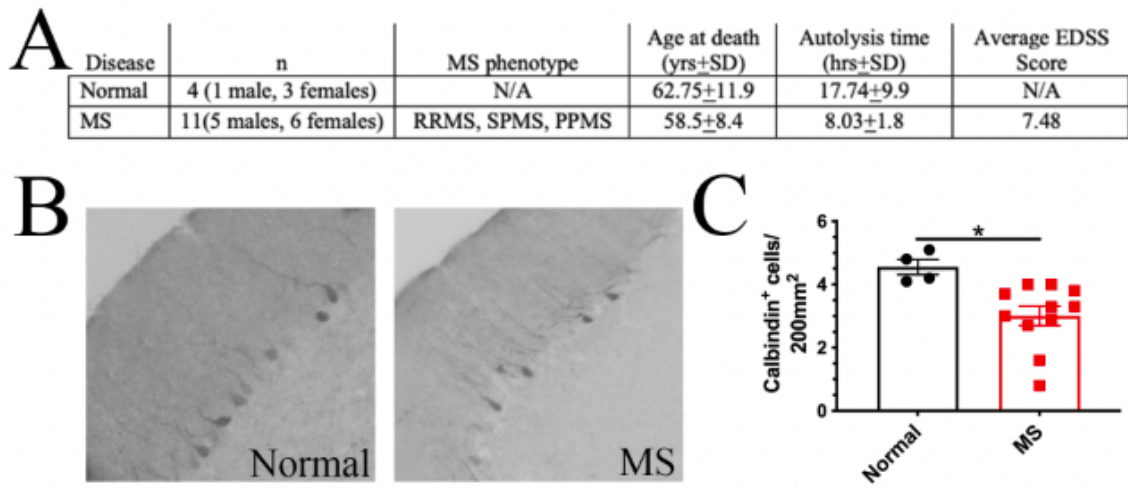 A
Disease n MS phenotype Age at death (yrs±SD) Autolysis time (hrs±SD) Average EDSS Score
Normal 4 (1 male, 3 females) N/A 62.75±11.9 17.74±9.9 N/A
MS 11(5 males, 6 females) RRMS, SPMS, PPMS 58.5±8.4 8.03±1.8 7.48
B
Normal
MS
C
Calbindin⁺ cells/
200mm²
6
4
2
0
*
Normal
MS